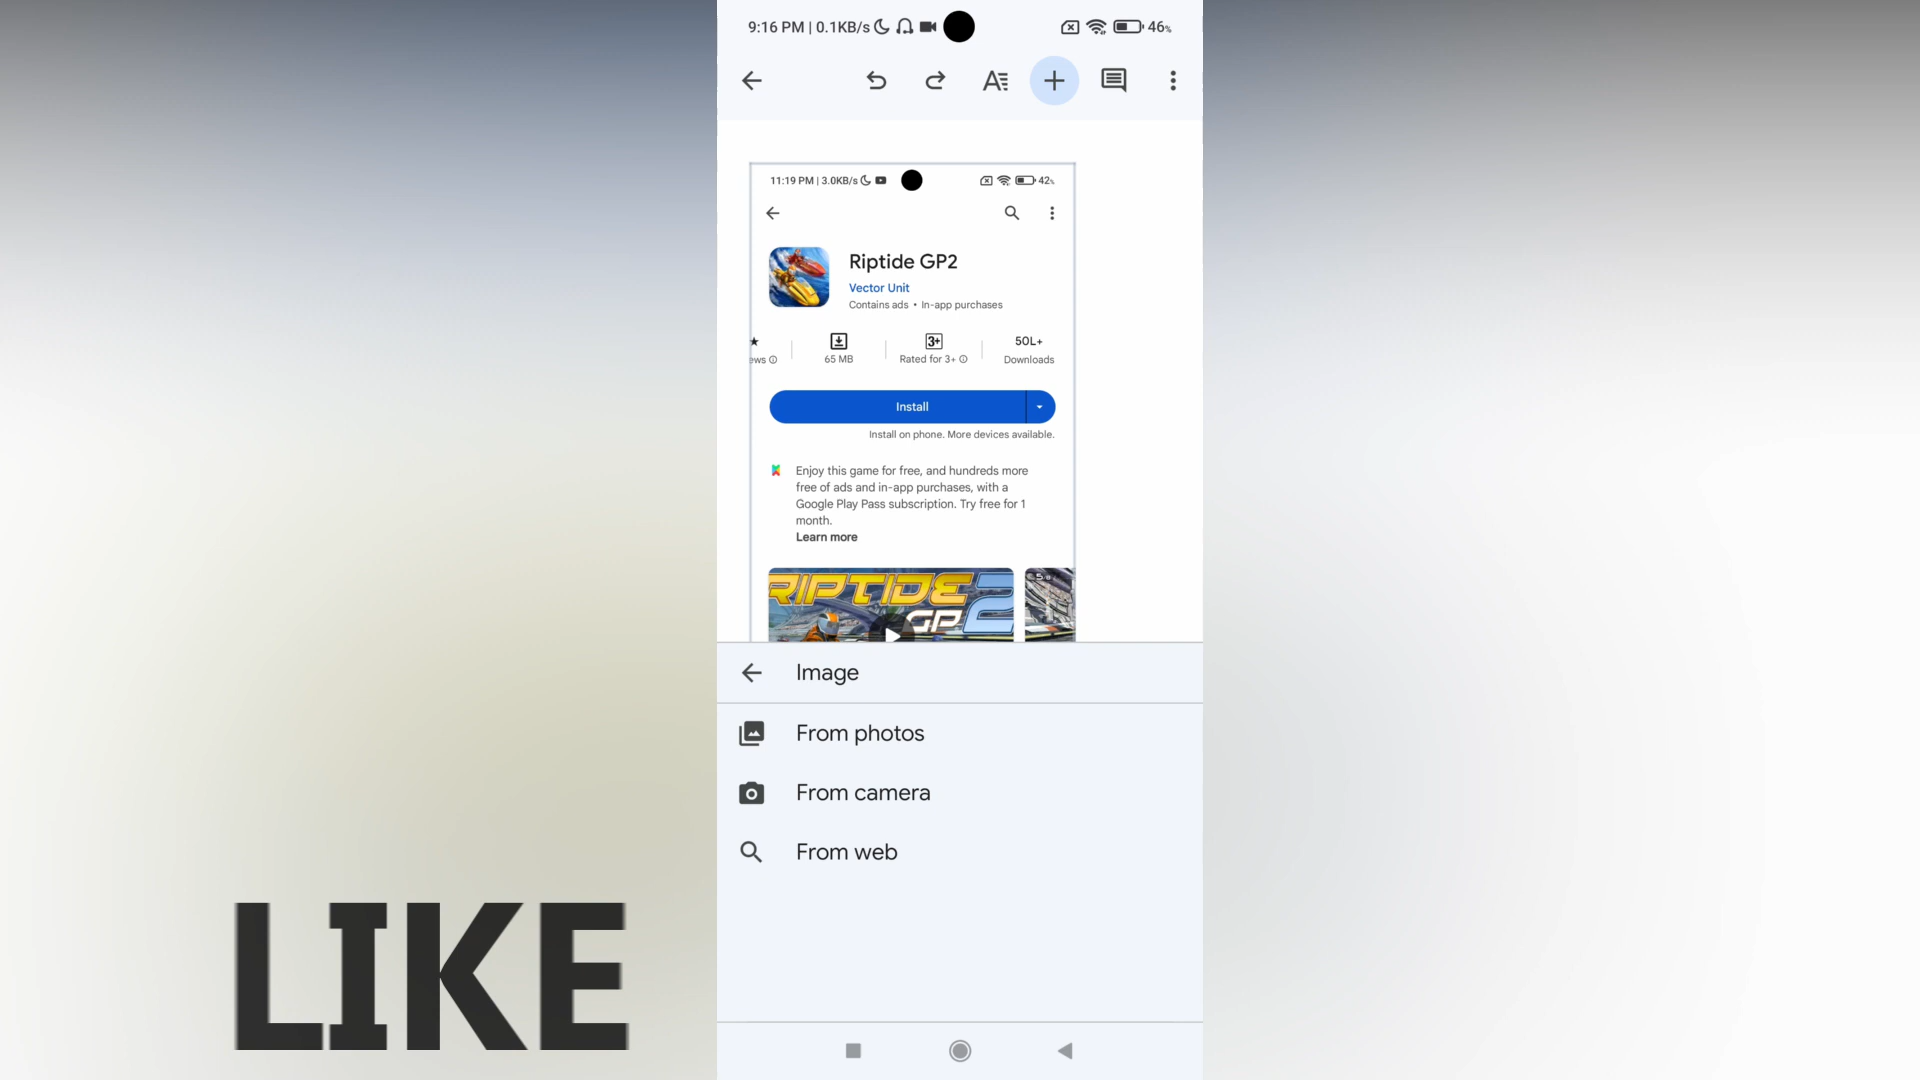 9:16 PM | 0.1KB/s 46%
11:19 PM | 3.0KB/s 42%
Riptide GP2
Vector Unit
Contains ads • In-app purchases
50L+
ews 65 MB Rated for 3+ Downloads
3+
Install
Install on phone. More devices available.
Enjoy this game for free, and hundreds more
free of ads and in-app purchases, with a
Google Play Pass subscription. Try free for 1
month.
Learn more
RIPTIDE
GP 2
Image
From photos
From camera
From web
LIKE